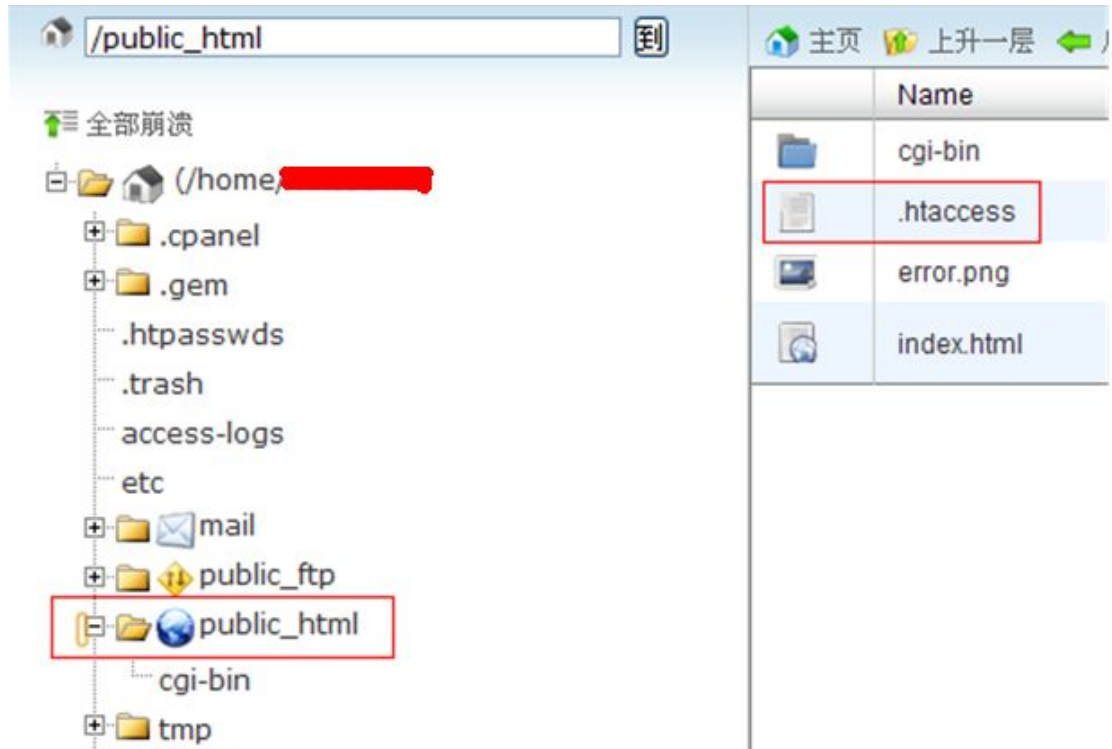 /public_html 到
全部崩溃
(/home/
.cpanel
.gem
.htpasswds
.trash
access-logs
etc
mail
public_ftp
public_html
cgi-bin
tmp
主页 上升一层
Name
cgi-bin
.htaccess
error.png
index.html